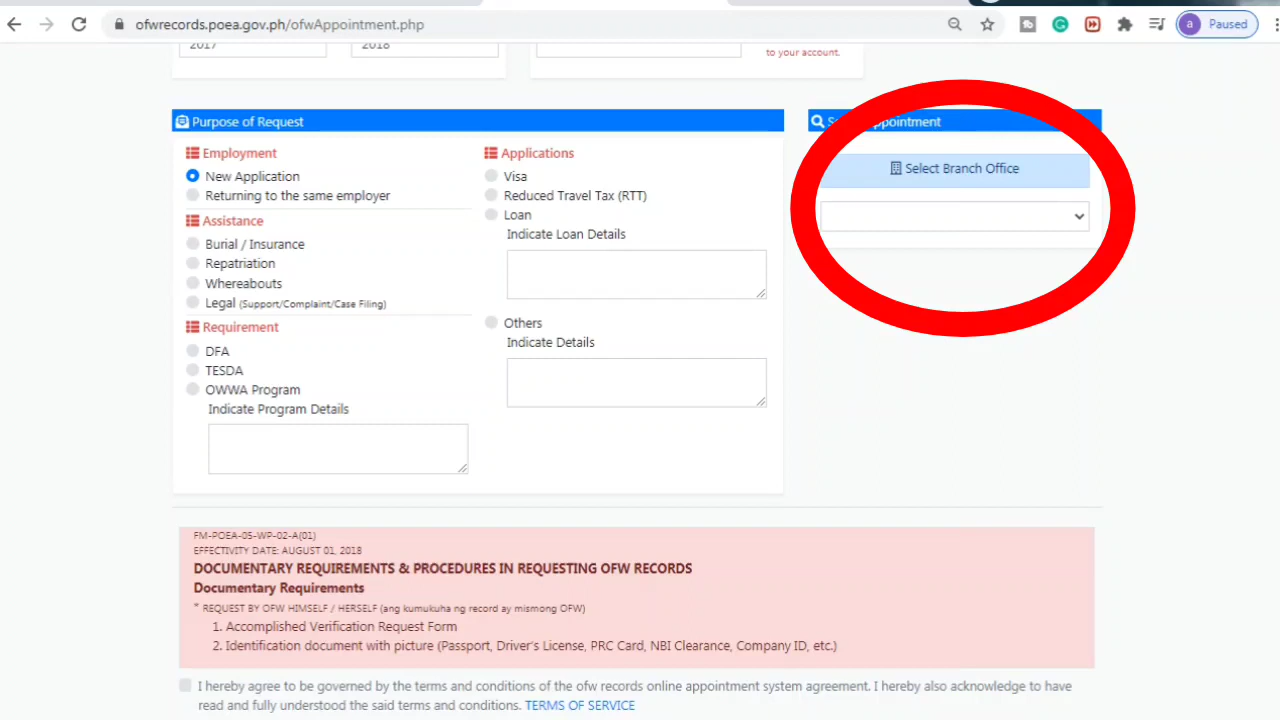 ofwrecords.poea.gov.ph/ofwAppointment.php
a Paused
2017 2018
to your account.
Purpose of Request
Employment
New Application
Returning to the same employer
Assistance
Burial / Insurance
Repatriation
Whereabouts
Legal (Support/Complaint/Case Filing)
Requirement
DFA
TESDA
OWWA Program
Indicate Program Details
Applications
Visa
Reduced Travel Tax (RTT)
Loan
Indicate Loan Details
Others
Indicate Details
Select Branch Office
FM-POEA-05-WP-02-A(01)
EFFECTIVITY DATE: AUGUST 01, 2018
DOCUMENTARY REQUIREMENTS & PROCEDURES IN REQUESTING OFW RECORDS
Documentary Requirements
* REQUEST BY OFW HIMSELF / HERSELF (ang kumukuha ng record ay mismong OFW)
1. Accomplished Verification Request Form
2. Identification document with picture (Passport, Driver's License, PRC Card, NBI Clearance, Company ID, etc.)
I hereby agree to be governed by the terms and conditions of the ofw records online appointment system agreement. I hereby also acknowledge to have
read and fully understood the said terms and conditions. TERMS OF SERVICE